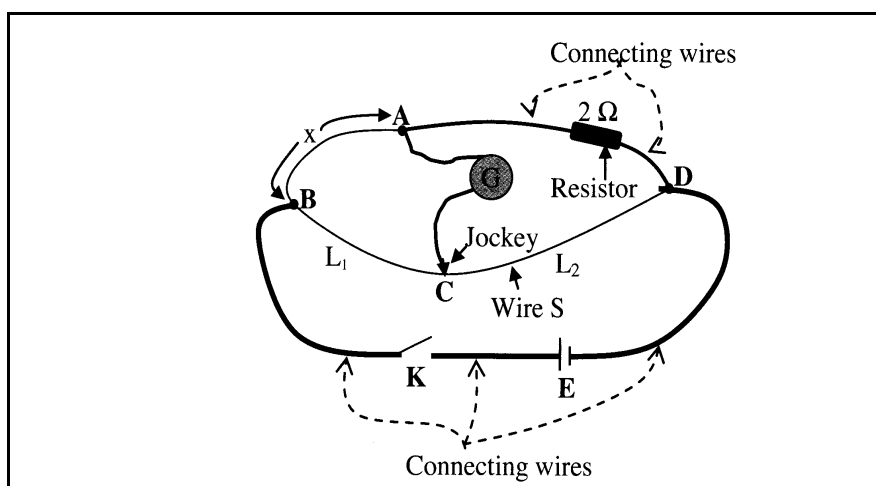 Connecting wires
A
2 Ω
x
G
Resistor
D
B
Jockey
L₁
L₂
C
Wire S
K
E
Connecting wires